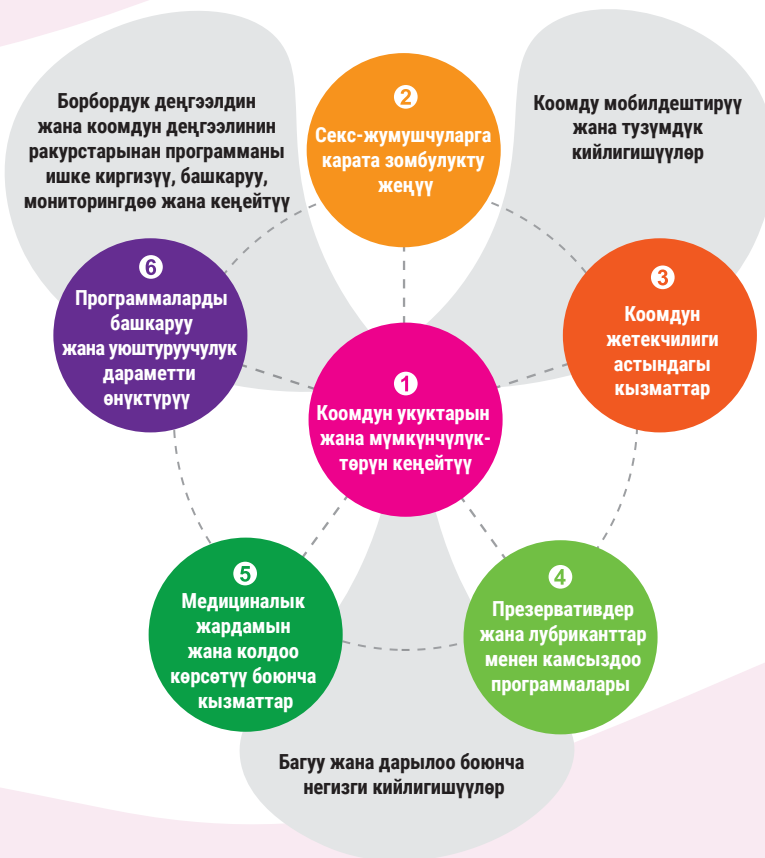 Борбордук деңгээлдин
жана коомдун деңгээлинин
ракурстарынан программаны
ишке киргизүү, башкаруу,
мониторингдөө жана кеңейтүү
2
Секс-жумушчуларга
карата зомбулукту
жеңүү
Коомду мобилдештирүү
жана түзүмдүк
кийлигишүүлөр
6
Программаларды
башкаруу
жана уюштуруучулук
дараметти
өнүктүрүү
3
Коомдун
жетекчилиги
астындагы
кызматтар
1
Коомдун укуктарын
жана мүмкүнчүлүк-
төрүн кеңейтүү
5
Медициналык
жардамын
жана колдоо
көрсөтүү боюнча
кызматтар
4
Презервативдер
жана лубриканттар
менен камсыздоо
программалары
Багуу жана дарылоо боюнча
негизги кийлигишүүлөр